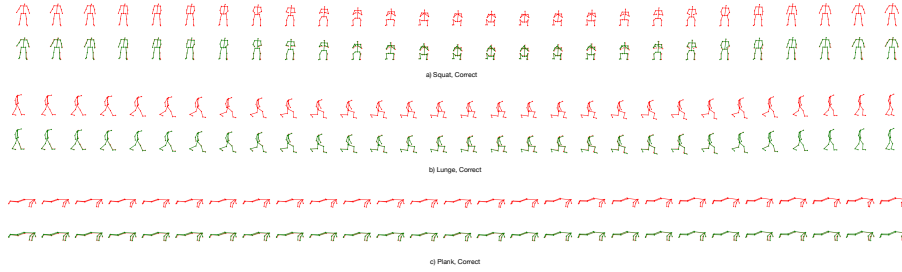 a) Squat, Correct
b) Lunge, Correct
c) Plank, Correct